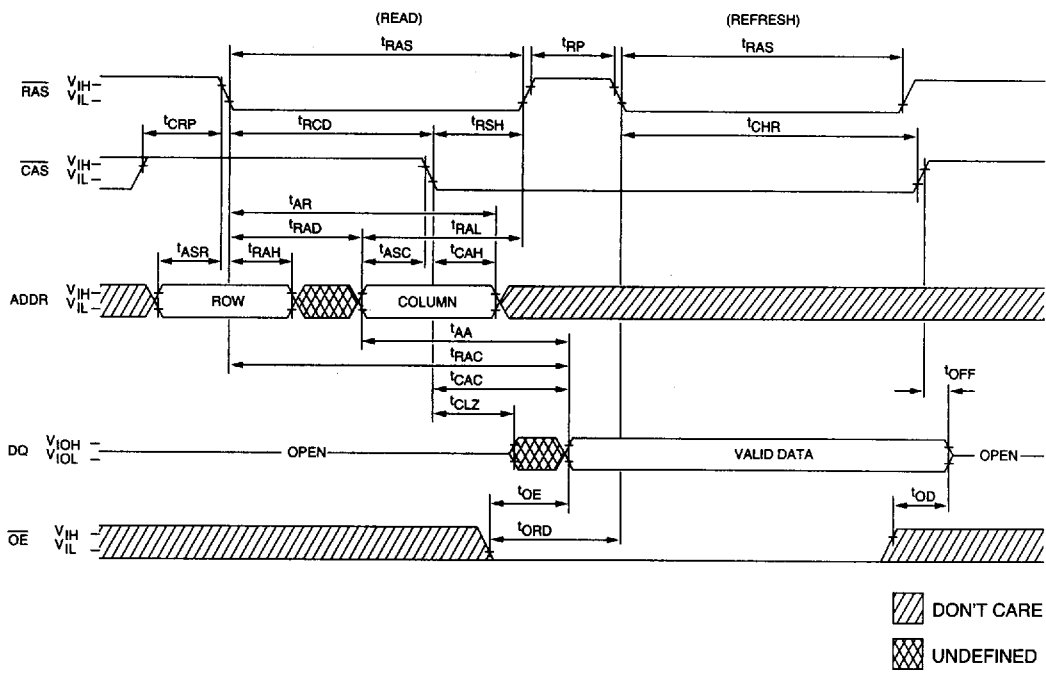 (READ) (REFRESH)
tRAS tRP tRAS
RAS VIH
VIL
tCRP tRCD tRSH tCHR
CAS VIH
VIL
tAR
tRAD tRAL
tASR tRAH tASC tCAH
ADDR VIH
VIL
ROW COLUMN
tAA
tRAC
tCAC tOFF
tCLZ
DQ VIOH
VIOL
OPEN VALID DATA OPEN
tOE tOD
tORD
OE VIH
VIL
DON'T CARE
UNDEFINED